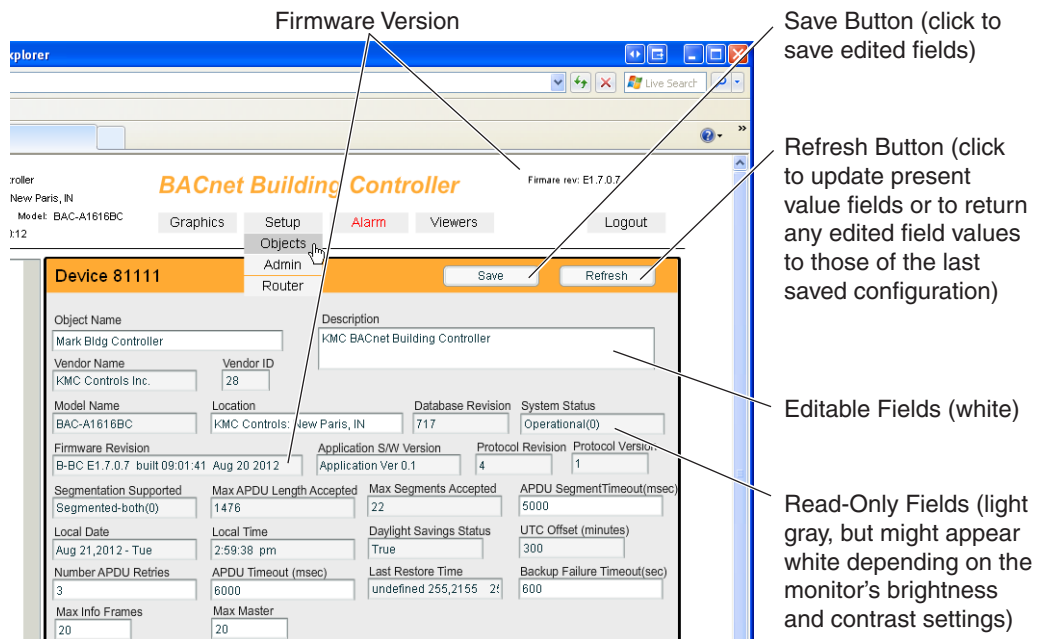 Firmware Version
Save Button (click to
save edited fields)
xplorer
Live Search
Refresh Button (click
to update present
value fields or to return
any edited field values
to those of the last
saved configuration)
troller
New Paris, IN
Model: BAC-A1616BC
0:12
BACnet Building Controller
Firmare rev: E1.7.0.7
Graphics Setup Alarm Viewers Logout
Objects
Admin
Router
Device 81111 Save Refresh
Object Name Description
Mark Bldg Controller KMC BACnet Building Controller
Vendor Name Vendor ID
KMC Controls Inc. 28
Editable Fields (white)
Model Name Location Database Revision System Status
BAC-A1616BC KMC Controls: New Paris, IN 717 Operational(0)
Firmware Revision Application S/W Version Protocol Revision Protocol Version
B-BC E1.7.0.7 built 09:01:41 Aug 20 2012 Application Ver 0.1 4 1
Segmentation Supported Max APDU Length Accepted Max Segments Accepted APDU SegmentTimeout(msec)
Segmented-both(0) 1476 22 5000
Local Date Local Time Daylight Savings Status UTC Offset (minutes)
Aug 21,2012 - Tue 2:59:38 pm True 300
Number APDU Retries APDU Timeout (msec) Last Restore Time Backup Failure Timeout(sec)
3 6000 undefined 255,2155 600
Max Info Frames Max Master
20 20
Read-Only Fields (light
gray, but might appear
white depending on the
monitor's brightness
and contrast settings)